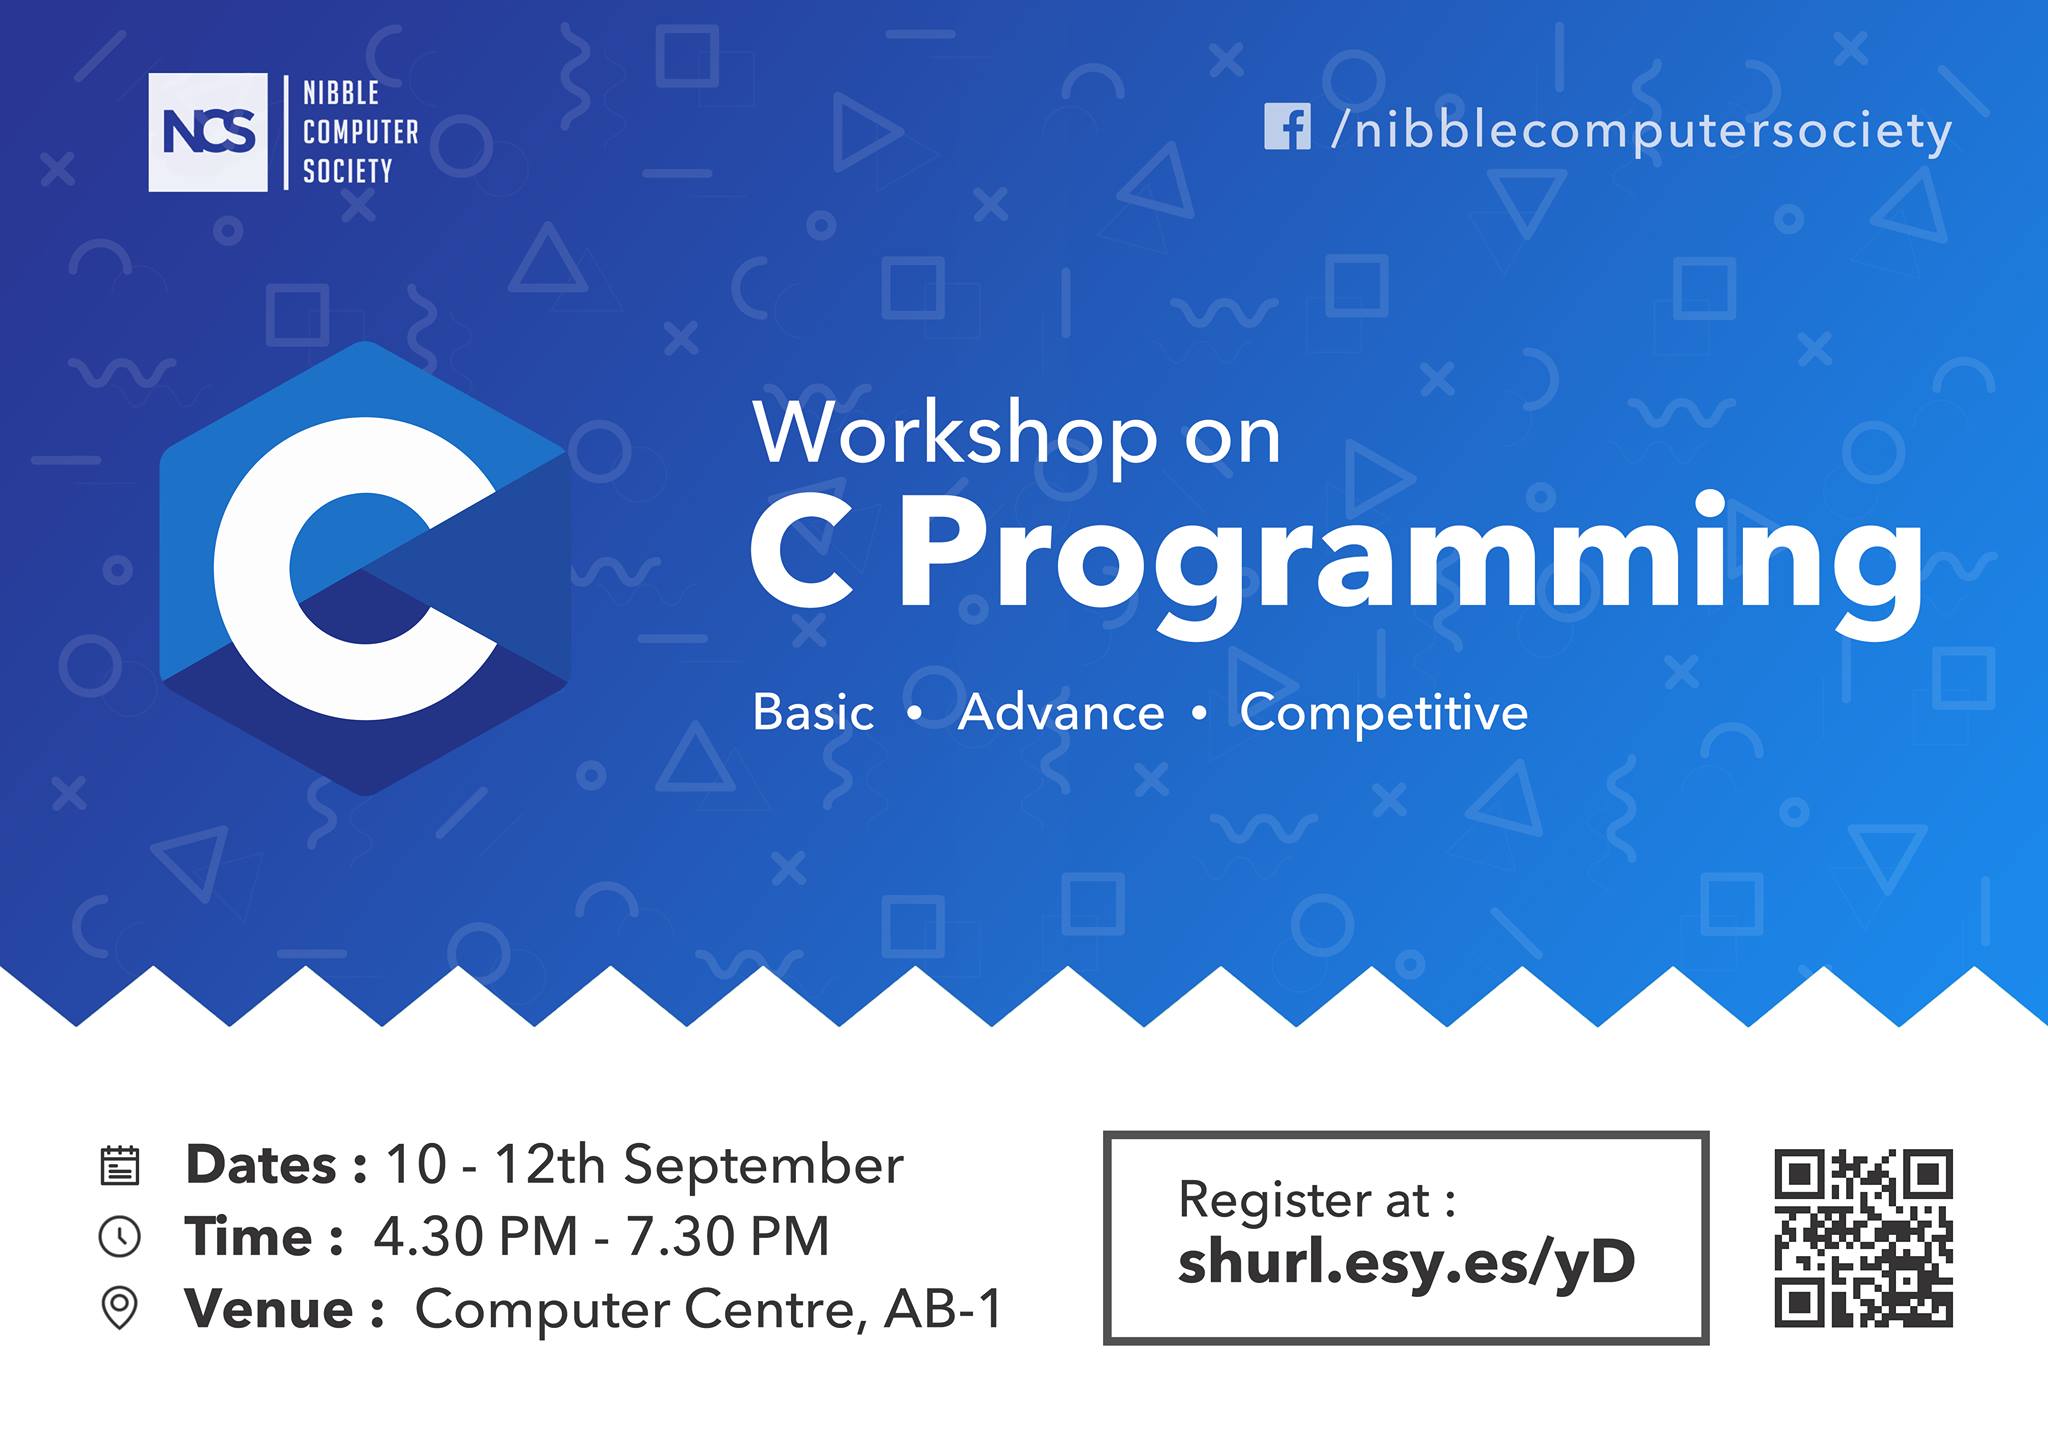 NCS
NIBBLE
COMPUTER
SOCIETY
/nibblecomputersociety
C
Workshop on
C Programming
Basic • Advance • Competitive
Dates : 10 - 12th September
Time : 4.30 PM - 7.30 PM
Venue : Computer Centre, AB-1
Register at :
shurl.esy.es/yD